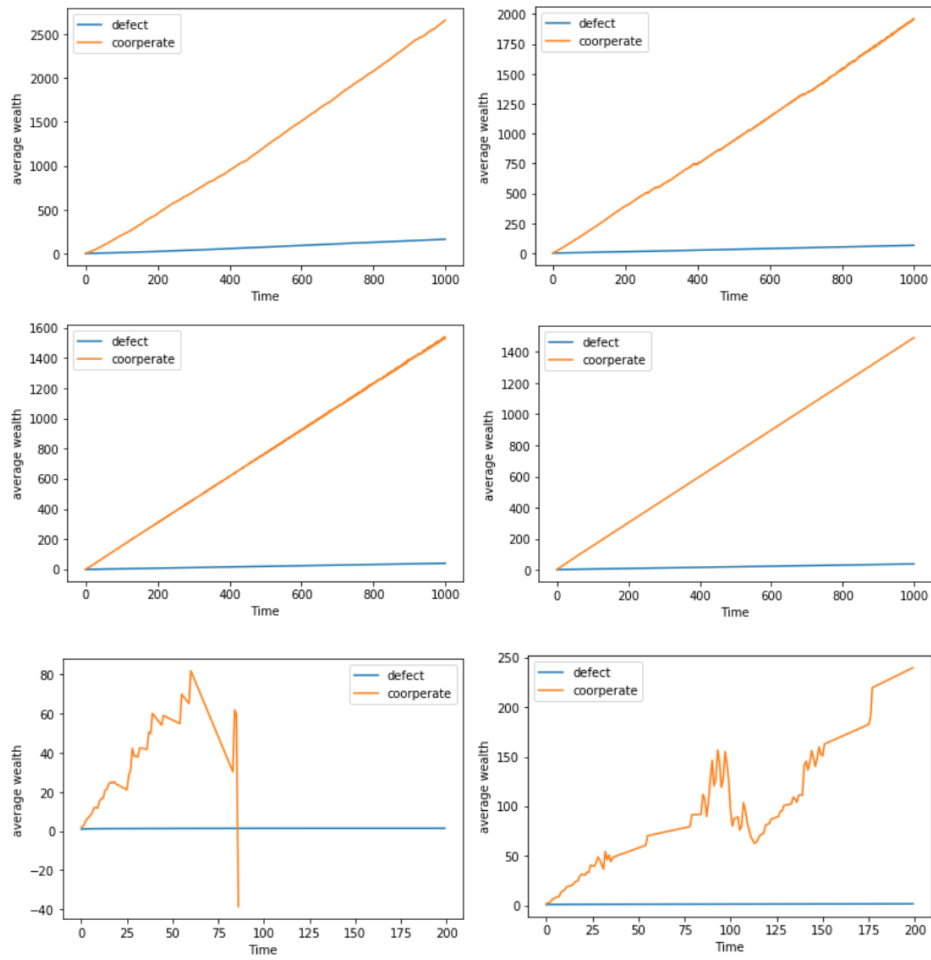 defect
coorperate
2500
2000
1500
1000
500
0
average wealth
0 200 400 600 800 1000
Time
defect
coorperate
2000
1750
1500
1250
1000
750
500
250
0
average wealth
0 200 400 600 800 1000
Time
defect
coorperate
1600
1400
1200
1000
800
600
400
200
0
average wealth
0 200 400 600 800 1000
Time
defect
coorperate
1400
1200
1000
800
600
400
200
0
average wealth
0 200 400 600 800 1000
Time
defect
coorperate
80
60
40
20
0
−20
−40
average wealth
0 25 50 75 100 125 150 175 200
Time
defect
coorperate
250
200
150
100
50
0
average wealth
0 25 50 75 100 125 150 175 200
Time